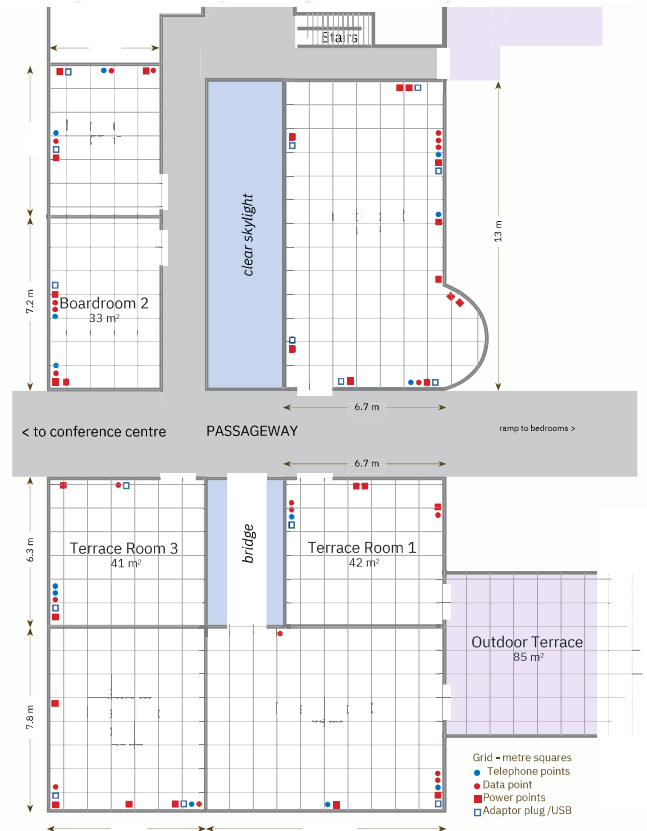 Stairs
clear skylight
13 m
7.2 m
Boardroom 2
33 m²
6.7 m
< to conference centre
PASSAGEWAY
ramp to bedrooms >
6.7 m
6.3 m
Terrace Room 3
41 m²
bridge
Terrace Room 1
42 m²
Outdoor Terrace
85 m²
7.8 m
Grid - metre squares
Telephone points
Data point
Power points
Adaptor plug /USB